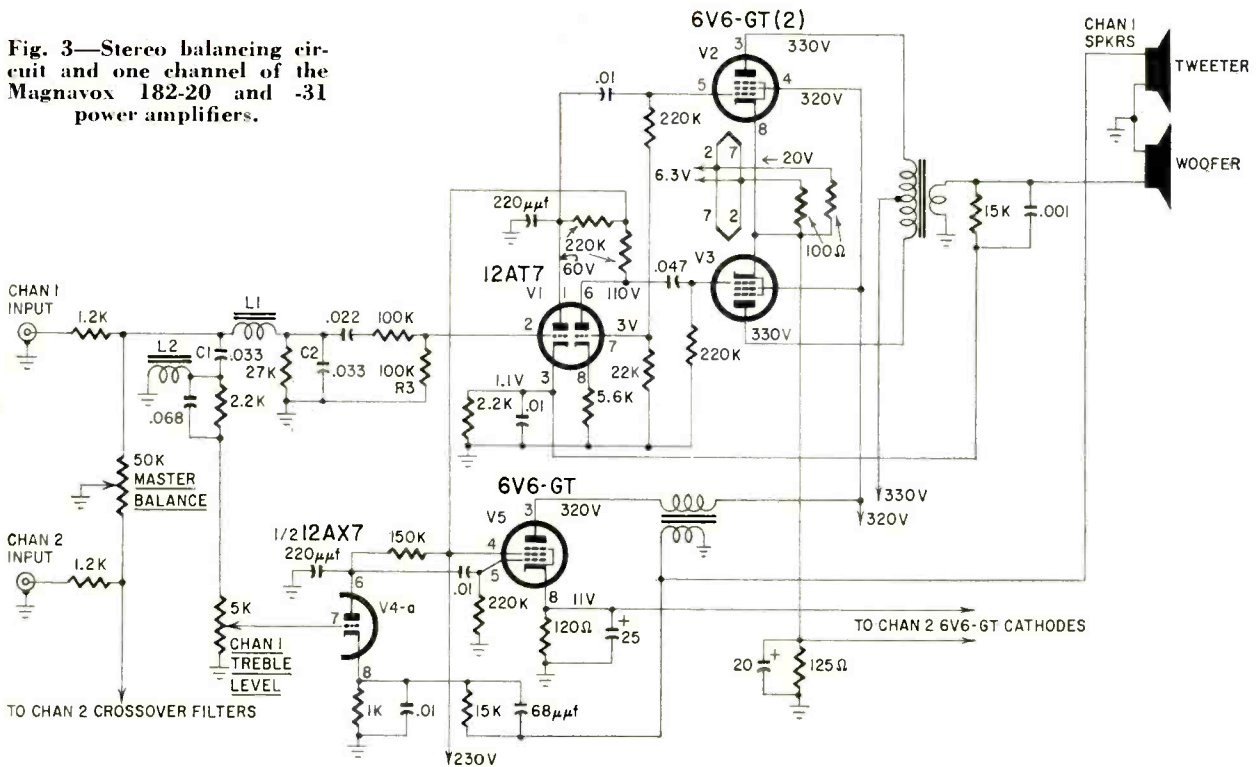 Fig. 3—Stereo balancing cir-
cuit and one channel of the
Magnavox 182-20 and -31
power amplifiers.
6V6-GT(2)
V2
3
330V
4
320V
5
8
.01
220K
2 7
← 20V
6.3V
7 2
100Ω
V3
330V
CHAN 1
SPKRS
TWEETER
WOOFER
15K
.001
220μμf
220K
60V
12AT7
V1
1
6
110V
.047
2
3V
7
3
8
1.1V
2.2K
.01
5.6K
22K
220K
CHAN 1
INPUT
1.2K
L1
L2
C1
.033
27K
C2
.033
.022
100K
100K
R3
.068
2.2K
50K
MASTER
BALANCE
CHAN 2
INPUT
1.2K
5K
CHAN 1
TREBLE
LEVEL
TO CHAN 2 CROSSOVER FILTERS
1/2 12AX7
220μμf
150K
6
7
V4-a
8
1K
.01
15K
68μμf
.01
220K
230V
6V6-GT
V5
3
320V
4
5
8
11V
120Ω
+
25
330V
320V
TO CHAN 2 6V6-GT CATHODES
20
+
125Ω